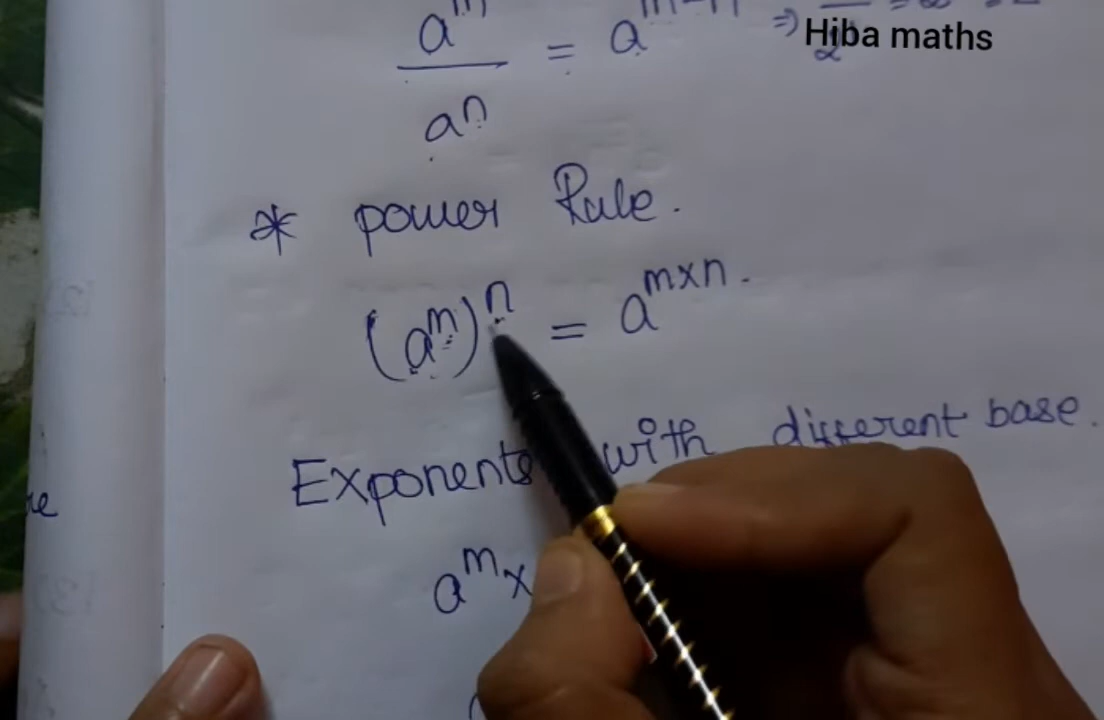 Hiba maths
a^m / a^n = a^(m-n) ⇒
* power Rule.
(a^m)^n = a^(m×n).
Exponents with different base.
a^m ×